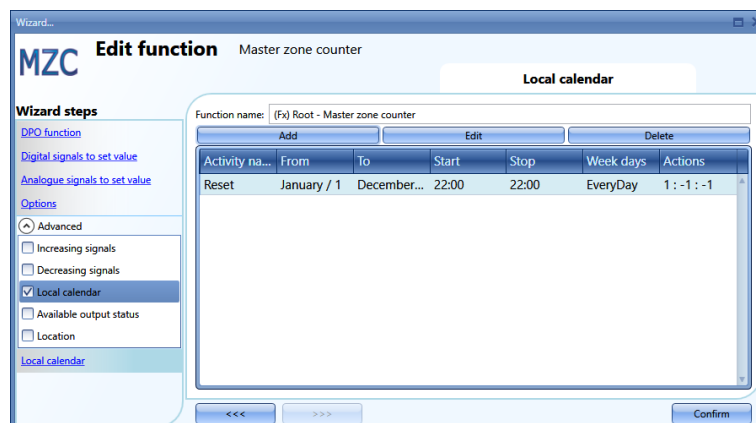 Wizard...
MZC Edit function Master zone counter
Local calendar
Wizard steps
DPO function
Digital signals to set value
Analogue signals to set value
Options
Advanced
Increasing signals
Decreasing signals
Local calendar
Available output status
Location
Local calendar
Function name: (Fx) Root - Master zone counter
Add Edit Delete
Activity na... From To Start Stop Week days Actions
Reset January / 1 December... 22:00 22:00 EveryDay 1 : -1 : -1
<<< >>> Confirm